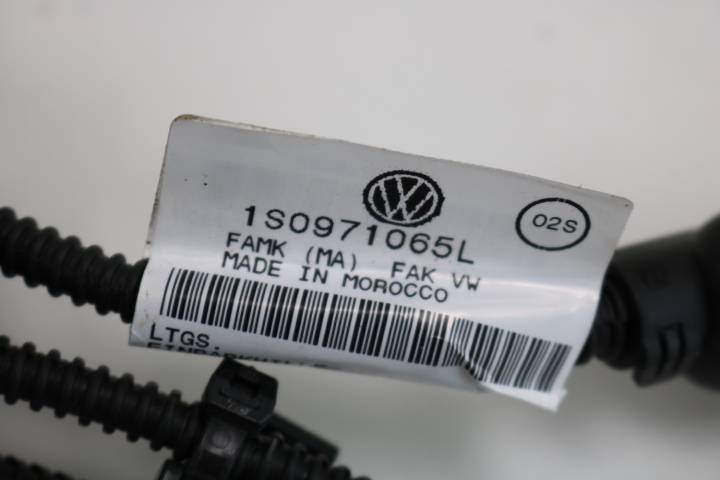 1S0971065L
02S
FAMK (MA) FAK VW
MADE IN MOROCCO
LTGS.